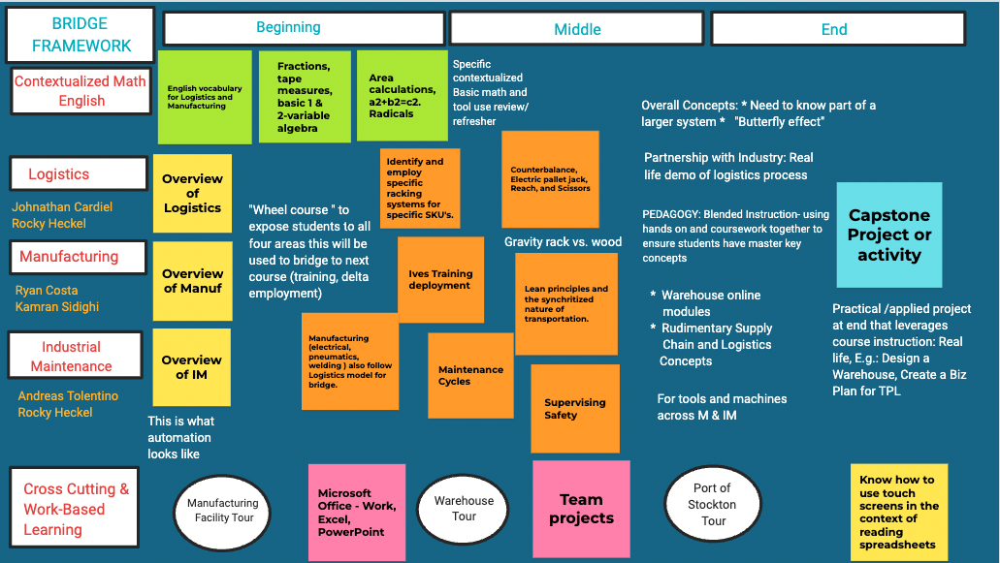 BRIDGE
FRAMEWORK
Beginning
Middle
End
Contextualized Math
English
English vocabulary
for Logistics and
Manufacturing
Fractions,
tape
measures,
basic 1 &
2-variable
algebra
Area
calculations,
a2+b2=c2.
Radicals
Specific
contextualized
Basic math and
tool use review/
refresher
Overall Concepts: * Need to know part of a
larger system * "Butterfly effect"
Partnership with Industry: Real
life demo of logistics process
Logistics
Johnathan Cardiel
Rocky Heckel
Overview
of
Logistics
"Wheel course " to
expose students to all
four areas this will be
used to bridge to next
course (training, delta
employment)
Identify and
employ
specific
racking
systems for
specific SKU's.
Counterbalance,
Electric pallet jack,
Reach, and Scissors
Gravity rack vs. wood
PEDAGOGY: Blended Instruction- using
hands on and coursework together to
ensure students have master key
concepts
Capstone
Project or
activity
Manufacturing
Ryan Costa
Kamran Sidighi
Overview
of Manuf
Ives Training
deployment
Lean principles and
the synchritized
nature of
transportation.
* Warehouse online
modules
* Rudimentary Supply
Chain and Logistics
Concepts
Practical /applied project
at end that leverages
course instruction: Real
life, E.g.: Design a
Warehouse, Create a Biz
Plan for TPL
Industrial
Maintenance
Andreas Tolentino
Rocky Heckel
Overview
of IM
This is what
automation
looks like
Manufacturing
(electrical,
pneumatics,
welding ) also follow
Logistics model for
bridge.
Maintenance
Cycles
Supervising
Safety
For tools and machines
across M & IM
Cross Cutting &
Work-Based
Learning
Manufacturing
Facility Tour
Microsoft
Office - Work,
Excel,
PowerPoint
Warehouse
Tour
Team
projects
Port of
Stockton
Tour
Know how to
use touch
screens in the
context of
reading
spreadsheets